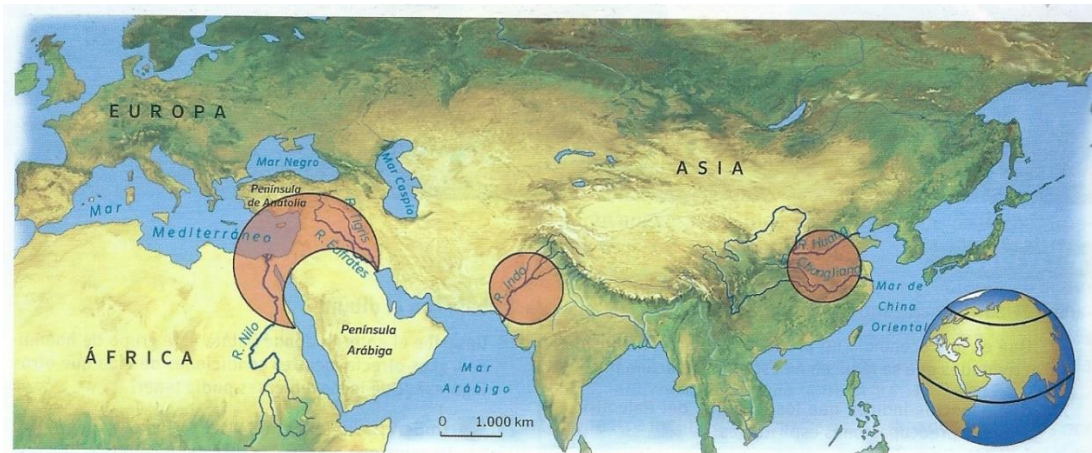 EUROPA
ASIA
Mar Negro
Mar Caspio
Península
de Anatolia
R. Tigris
Mar
Mediterráneo
R. Éufrates
R. Indo
R. Huang
Changjiang
Mar de
China
Oriental
R. Nilo
Península
Arábiga
ÁFRICA
Mar
Arábigo
0 1.000 km